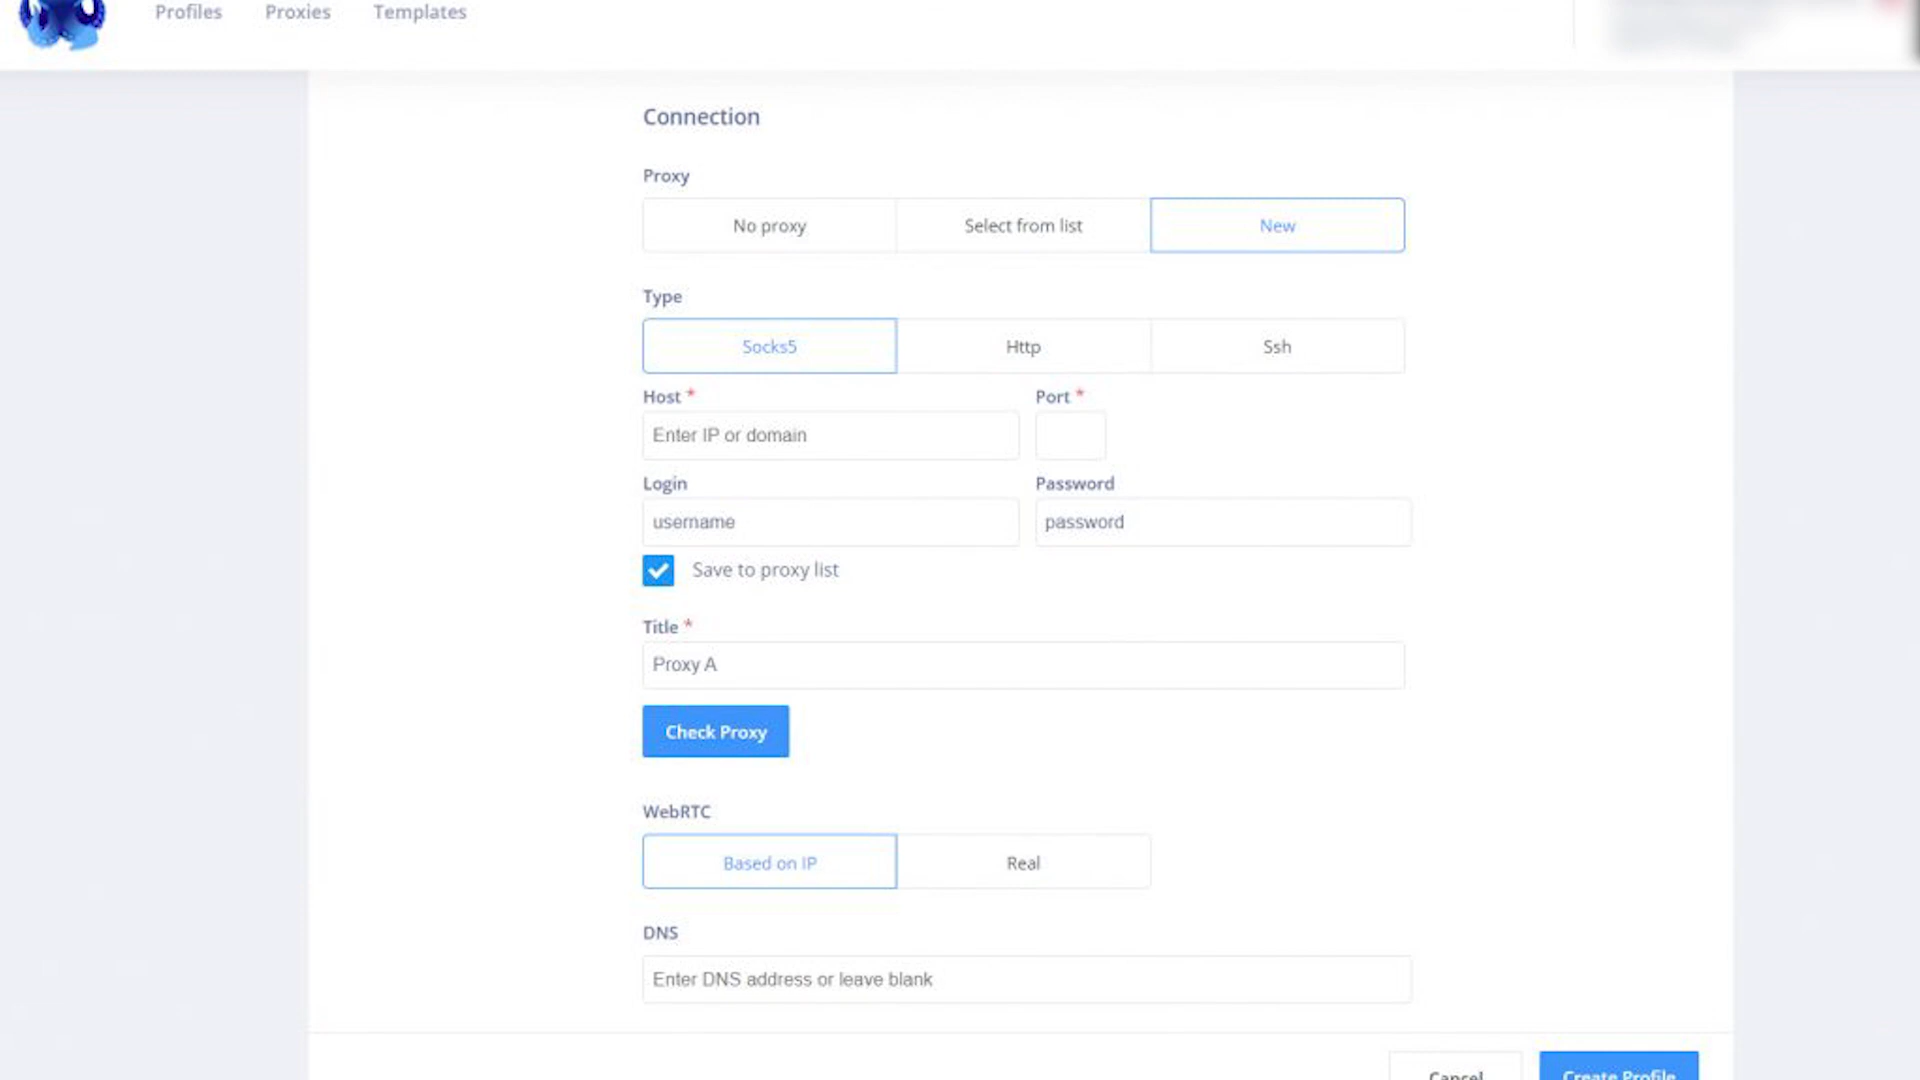 Profiles Proxies Templates
Connection
Proxy
No proxy Select from list New
Type
Socks5 Http Ssh
Host * Port *
Enter IP or domain
Login Password
username password
Save to proxy list
Title *
Proxy A
Check Proxy
WebRTC
Based on IP Real
DNS
Enter DNS address or leave blank
Cancel Create Profile